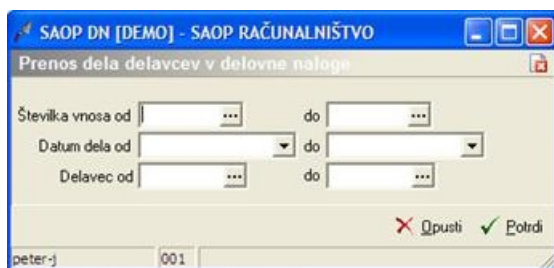 SAOP DN [DEMO] - SAOP RAČUNALNIŠTVO
Prenos dela delavcev v delovne naloge
Številka vnosa od ... do ...
Datum dela od do
Delavec od ... do ...
Opusti Potrdi
peter-j 001